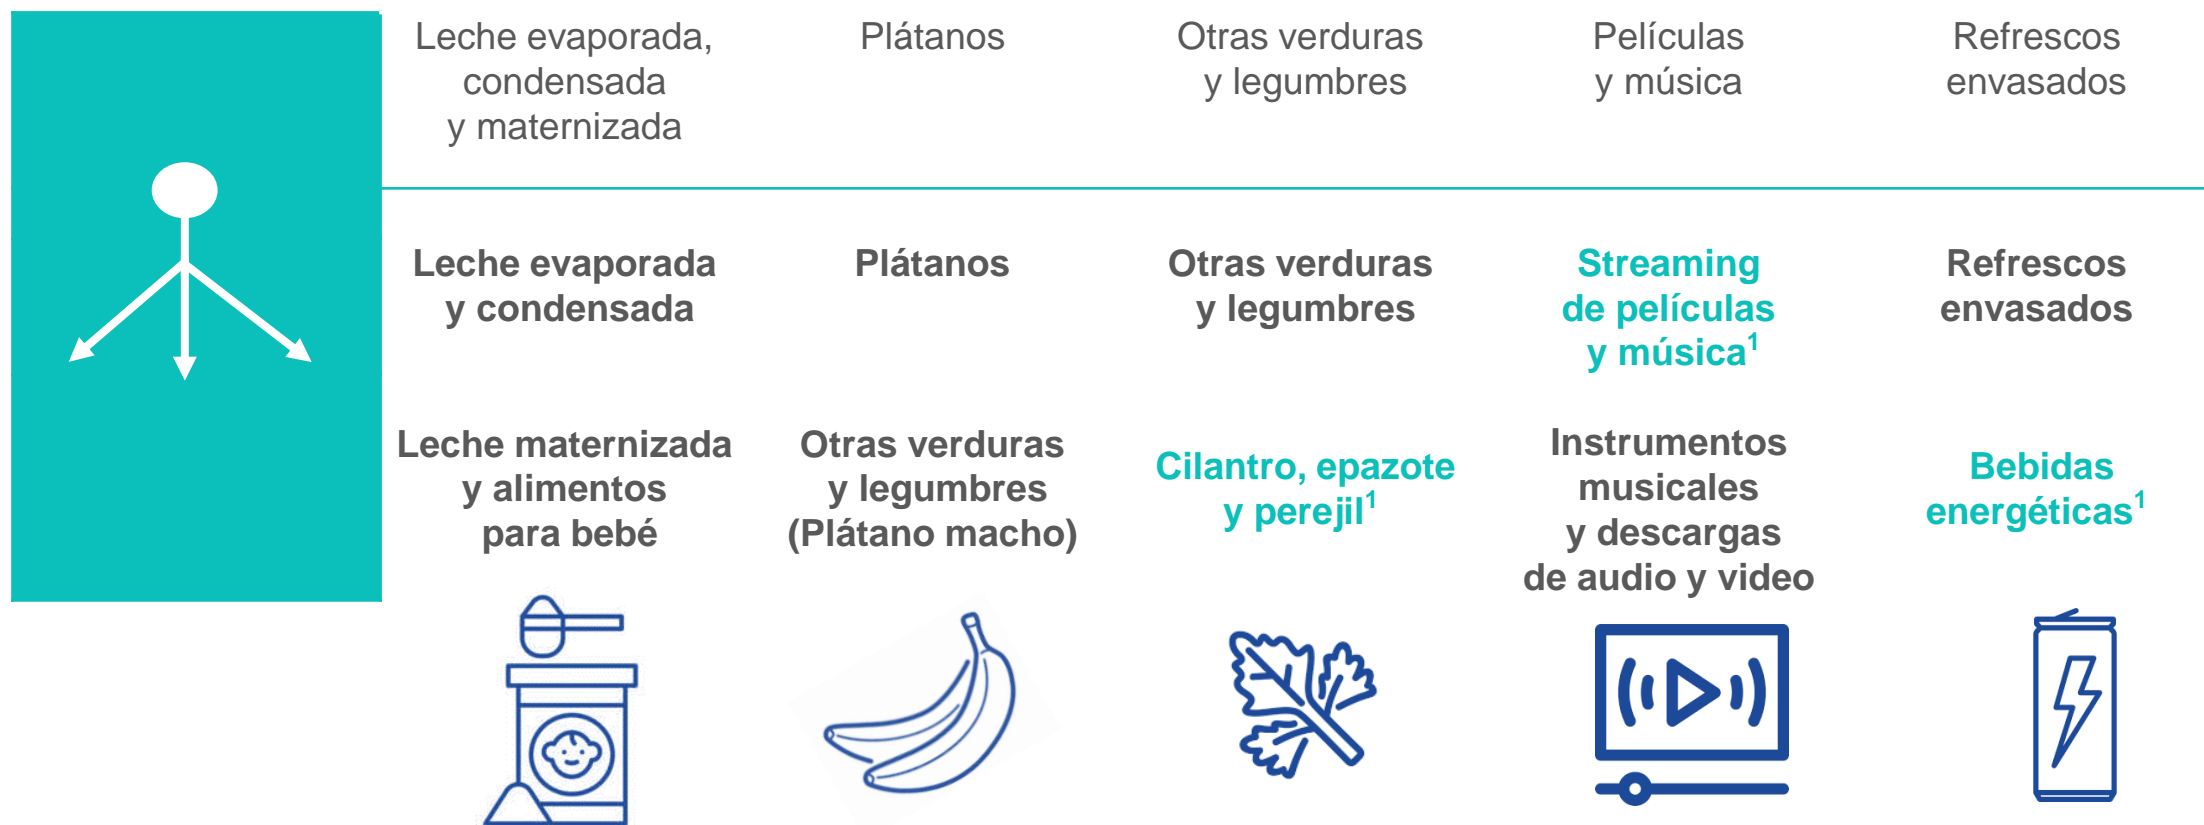 Leche evaporada,
condensada
y maternizada
Plátanos
Otras verduras
y legumbres
Películas
y música
Refrescos
envasados
Leche evaporada
y condensada
Plátanos
Otras verduras
y legumbres
Streaming
de películas
y música¹
Refrescos
envasados
Leche maternizada
y alimentos
para bebé
Otras verduras
y legumbres
(Plátano macho)
Cilantro, epazote
y perejil¹
Instrumentos
musicales
y descargas
de audio y video
Bebidas
energéticas¹